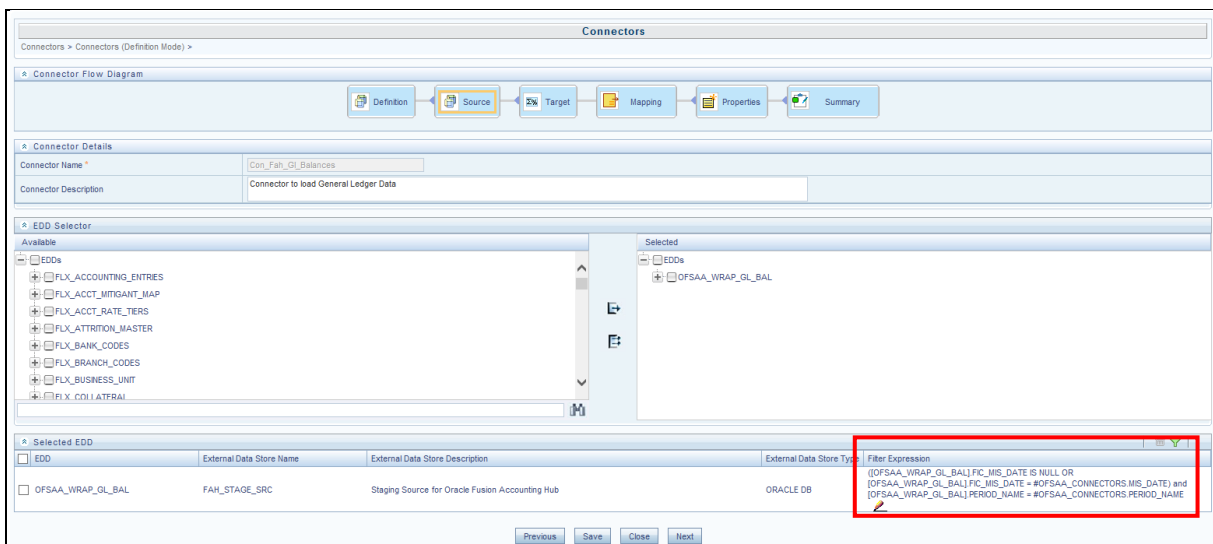 Connectors
Connectors > Connectors (Definition Mode) >
Connector Flow Diagram
Definition
Source
Target
Mapping
Properties
Summary
Connector Details
Connector Name *
Con_Fah_Gl_Balances
Connector Description
Connector to load General Ledger Data
EDD Selector
Available
EDDs
FLX_ACCOUNTING_ENTRIES
FLX_ACCT_MITIGANT_MAP
FLX_ACCT_RATE_TIERS
FLX_ATTRITION_MASTER
FLX_BANK_CODES
FLX_BRANCH_CODES
FLX_BUSINESS_UNIT
FLX_COLLATERAL
Selected
EDDs
OFSAA_WRAP_GL_BAL
Selected EDD
EDD External Data Store Name External Data Store Description External Data Store Type Filter Expression
OFSAA_WRAP_GL_BAL FAH_STAGE_SRC Staging Source for Oracle Fusion Accounting Hub ORACLE DB
([OFSAA_WRAP_GL_BAL].FIC_MIS_DATE IS NULL OR
[OFSAA_WRAP_GL_BAL].FIC_MIS_DATE = #OFSAA_CONNECTORS.MIS_DATE) and
[OFSAA_WRAP_GL_BAL].PERIOD_NAME = #OFSAA_CONNECTORS.PERIOD_NAME
Previous Save Close Next